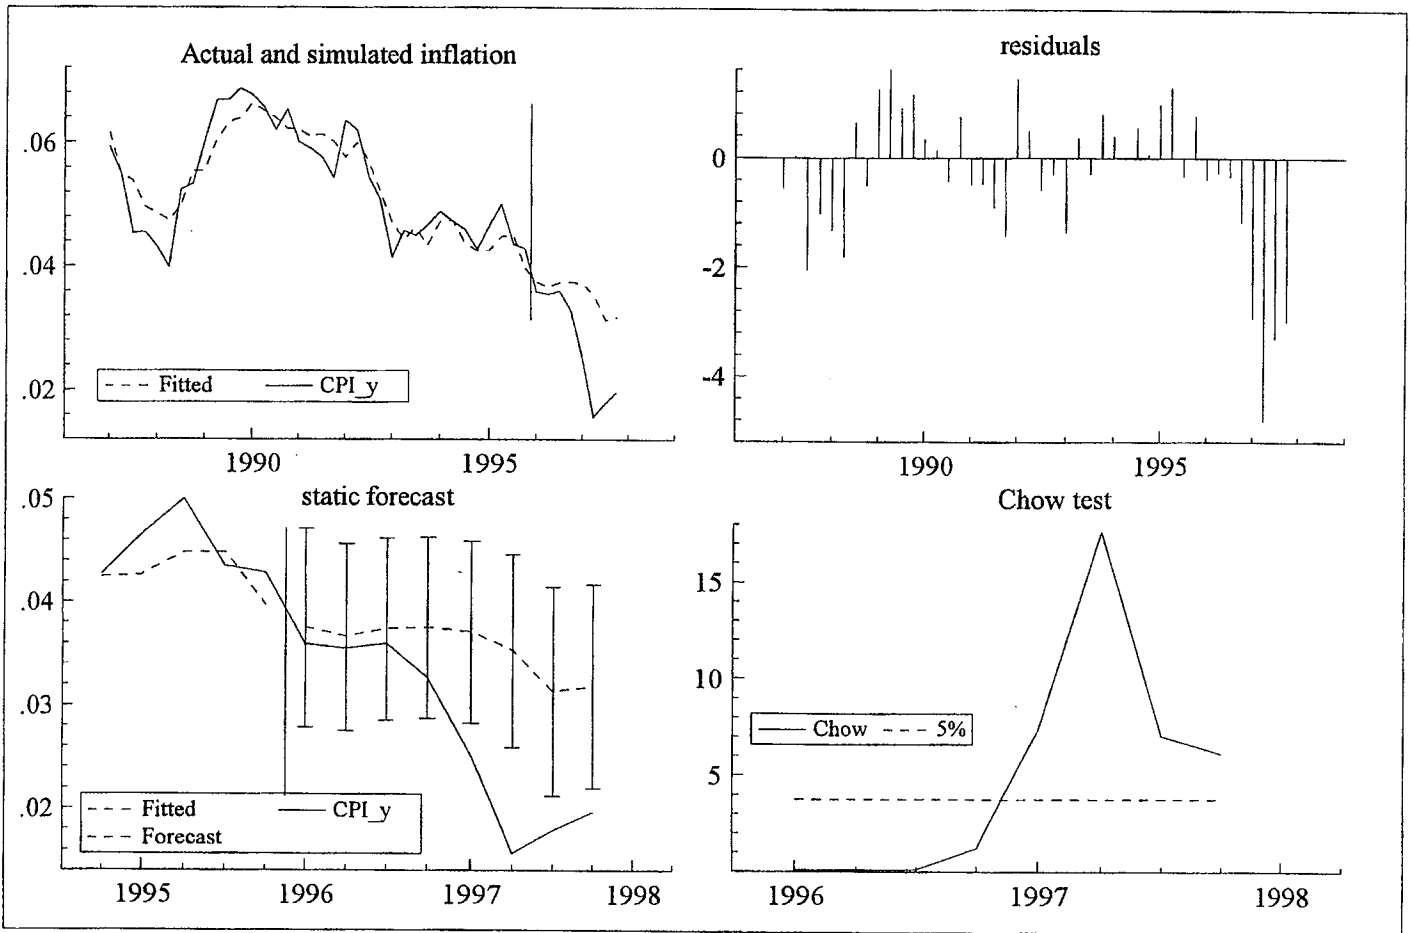 Actual and simulated inflation
.06
.04
.02
Fitted CPI_y
1990 1995
residuals
0
-2
-4
1990 1995
static forecast
.05
.04
.03
.02
Fitted CPI_y
Forecast
1995 1996 1997 1998
Chow test
15
10
5
Chow 5%
1996 1997 1998